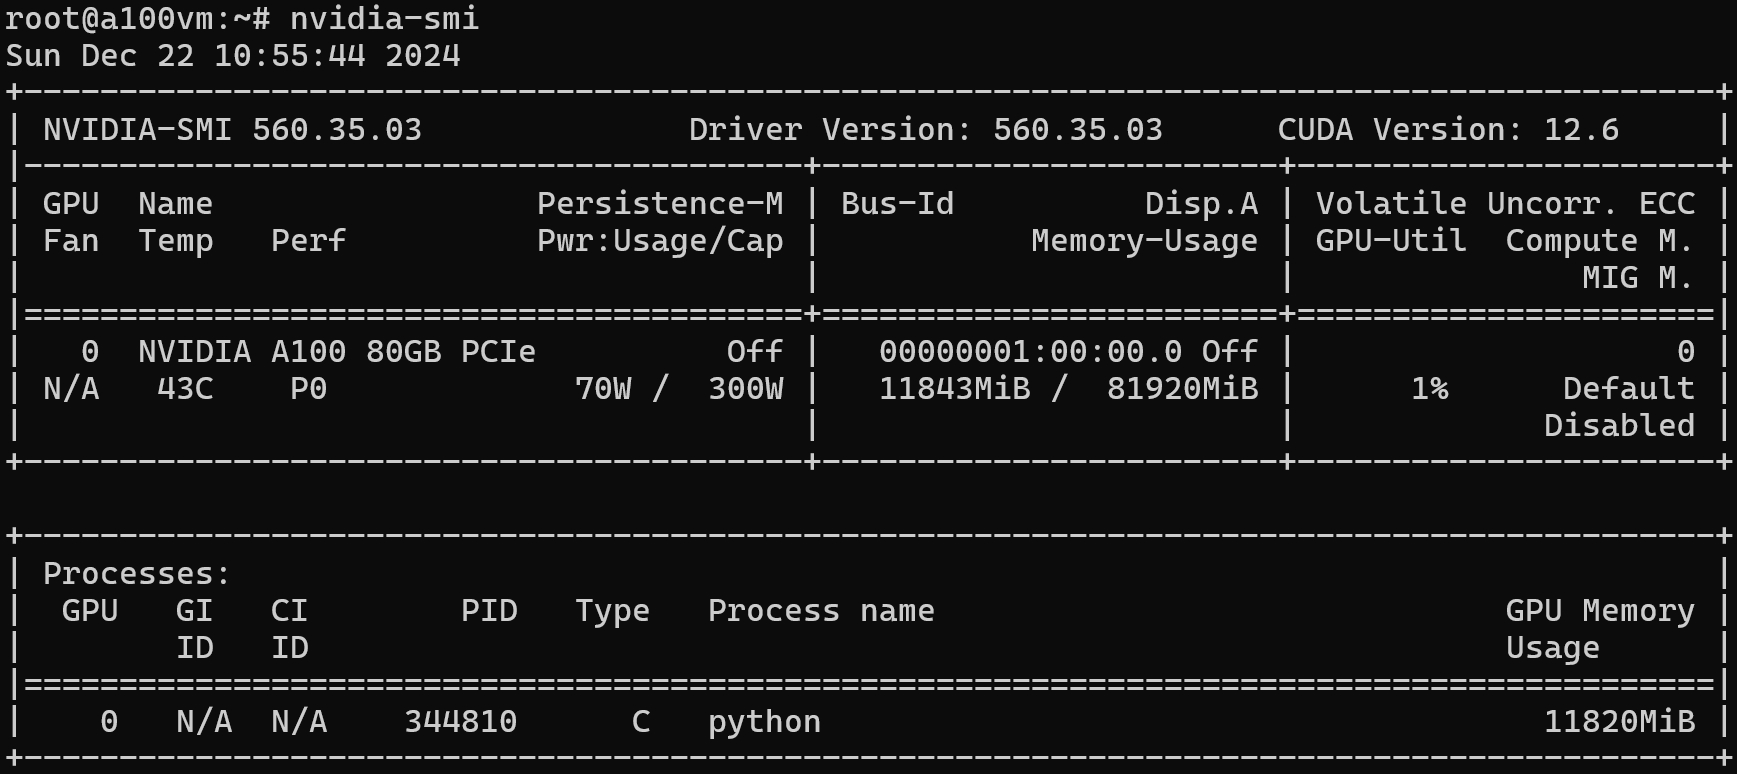 root@a100vm:~# nvidia-smi
Sun Dec 22 10:55:44 2024
+-----------------------------------------------------------------------------------------+
| NVIDIA-SMI 560.35.03              Driver Version: 560.35.03      CUDA Version: 12.6     |
|-----------------------------------------+------------------------+----------------------+
| GPU  Name                 Persistence-M | Bus-Id          Disp.A | Volatile Uncorr. ECC |
| Fan  Temp   Perf          Pwr:Usage/Cap |           Memory-Usage | GPU-Util  Compute M. |
|                                         |                        |               MIG M. |
|=========================================+========================+======================|
|   0  NVIDIA A100 80GB PCIe          Off |   00000001:00:00.0 Off |                    0 |
| N/A   43C    P0             70W /  300W |   11843MiB /  81920MiB |      1%      Default |
|                                         |                        |             Disabled |
+-----------------------------------------+------------------------+----------------------+

+-----------------------------------------------------------------------------------------+
| Processes:                                                                              |
|  GPU   GI   CI        PID   Type   Process name                              GPU Memory |
|        ID   ID                                                               Usage      |
|=========================================================================================|
|    0   N/A  N/A    344810      C   python                                      11820MiB |
+-----------------------------------------------------------------------------------------+